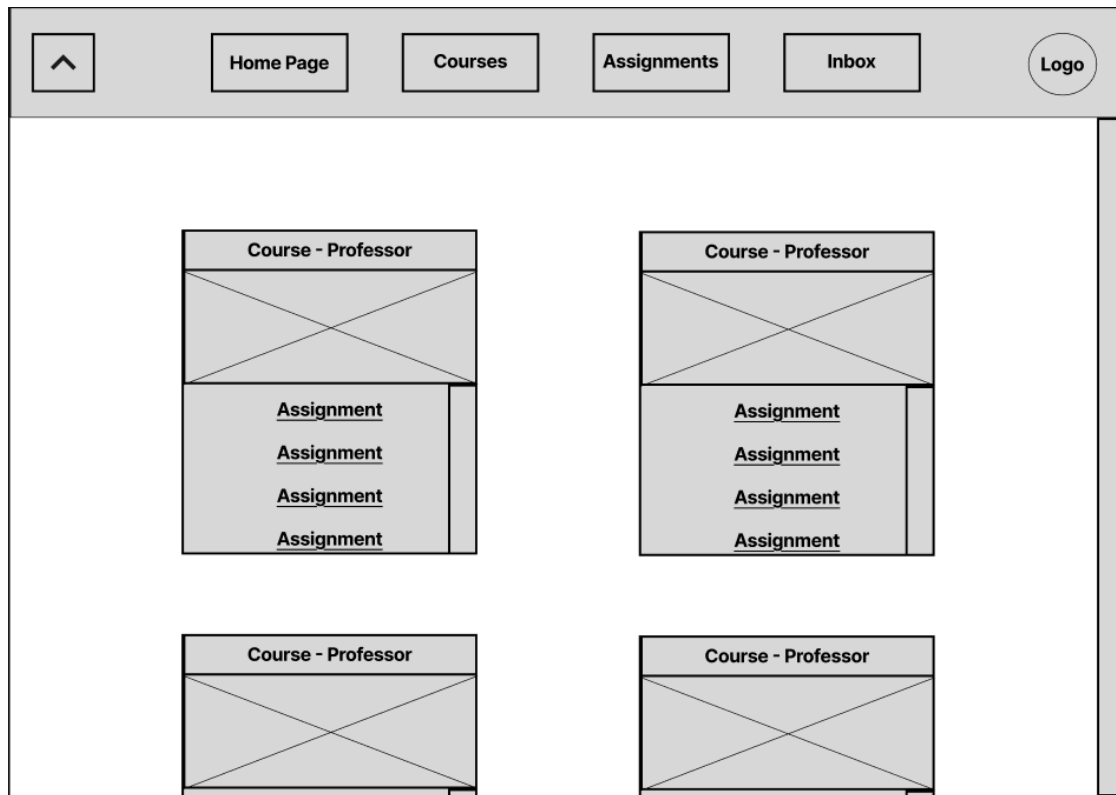 Home Page
Courses
Assignments
Inbox
Logo
Course - Professor
Assignment
Assignment
Assignment
Assignment
Course - Professor
Assignment
Assignment
Assignment
Assignment
Course - Professor
Course - Professor